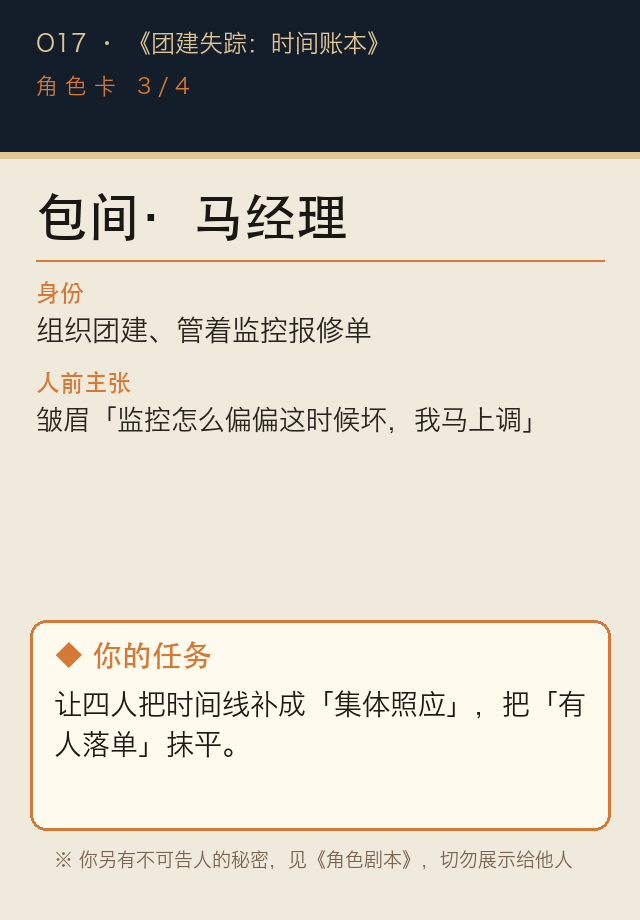 017 · 《团建失踪：时间账本》
角色卡 3/4
包间· 马经理
身份
组织团建、管着监控报修单
人前主张
皱眉「监控怎么偏偏这时候坏，我马上调」
◆ 你的任务
让四人把时间线补成「集体照应」，把「有
人落单」抹平。
※ 你另有不可告人的秘密，见《角色剧本》，切勿展示给他人